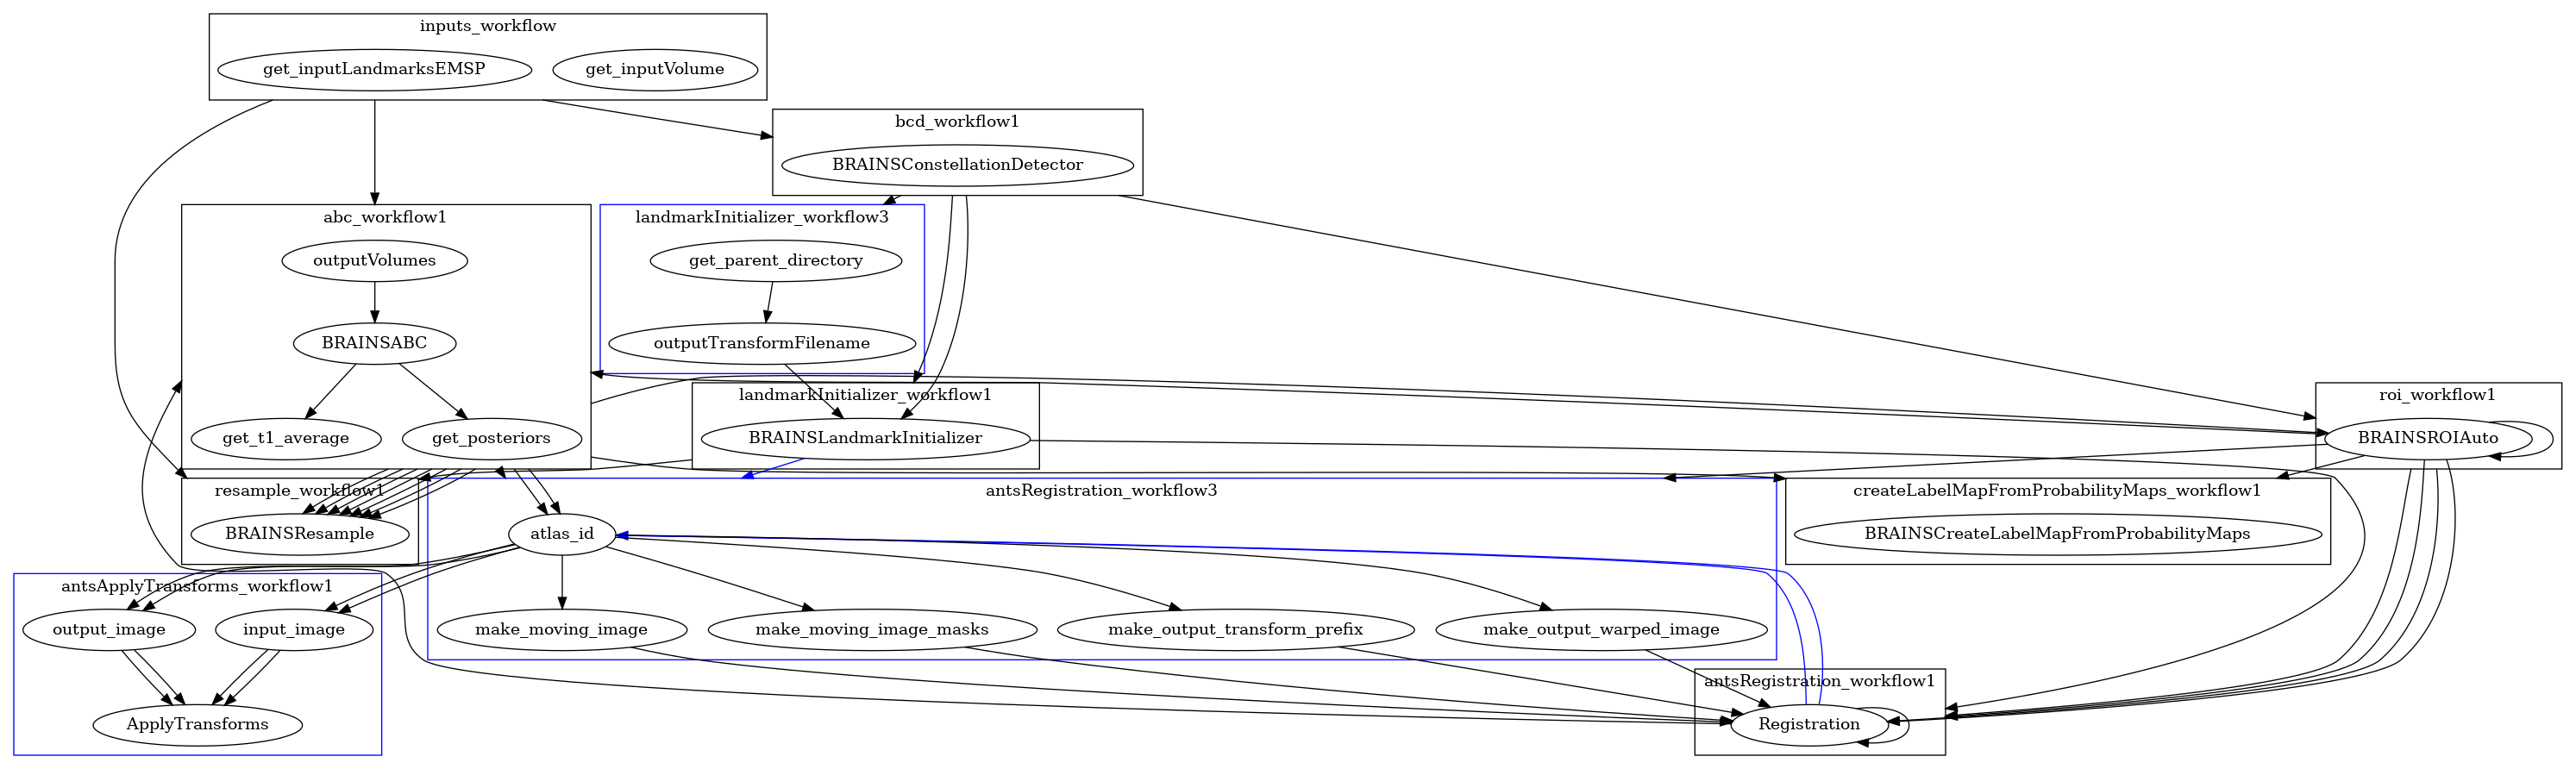 inputs_workflow
get_inputLandmarksEMSP
get_inputVolume
bcd_workflow1
BRAINSConstellationDetector
abc_workflow1
landmarkInitializer_workflow3
outputVolumes
get_parent_directory
BRAINSABC
outputTransformFilename
landmarkInitializer_workflow1
roi_workflow1
get_t1_average
get_posteriors
BRAINSLandmarkInitializer
BRAINSROIAuto
resample_workflow1
antsRegistration_workflow3
createLabelMapFromProbabilityMaps_workflow1
BRAINSResample
atlas_id
BRAINSCreateLabelMapFromProbabilityMaps
antsApplyTransforms_workflow1
output_image
input_image
make_moving_image
make_moving_image_masks
make_output_transform_prefix
make_output_warped_image
antsRegistration_workflow1
ApplyTransforms
Registration